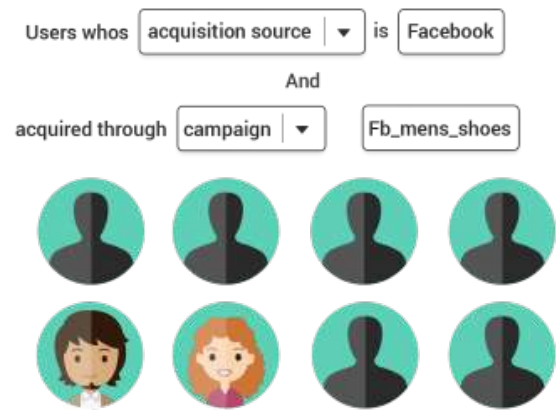 Users whos acquisition source is Facebook
And
acquired through campaign Fb_mens_shoes